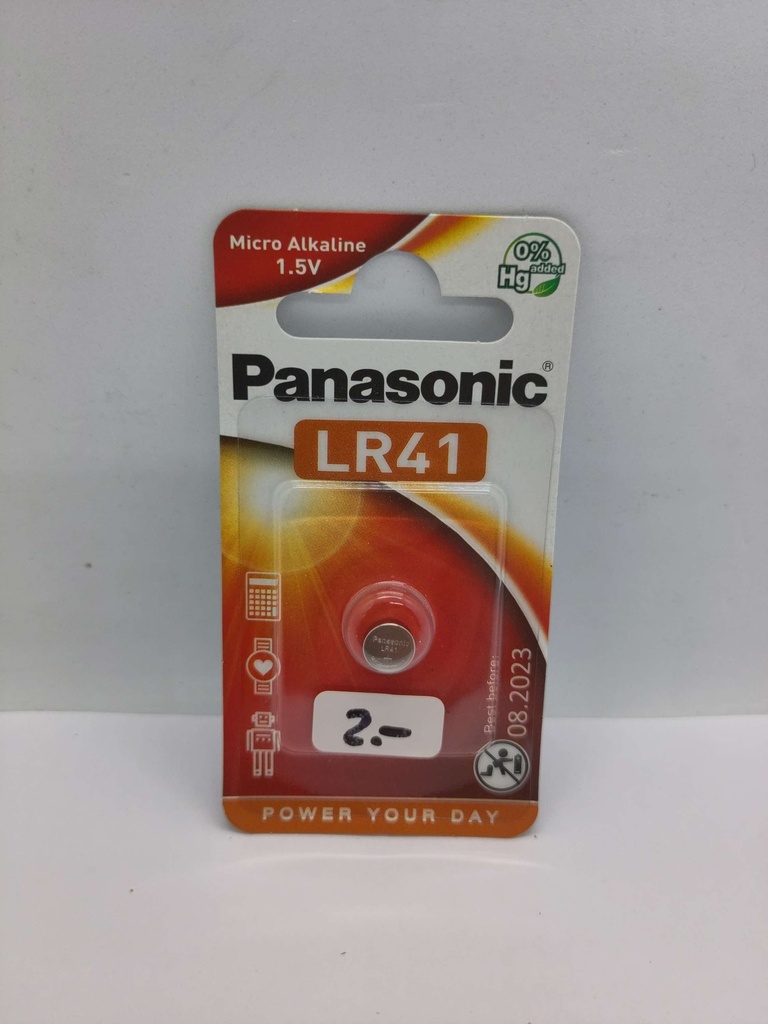 Micro Alkaline
1.5V
0%
Hg added
Panasonic®
LR41
Panasonic
LR41
Best before:
08.2023
2.-
POWER YOUR DAY